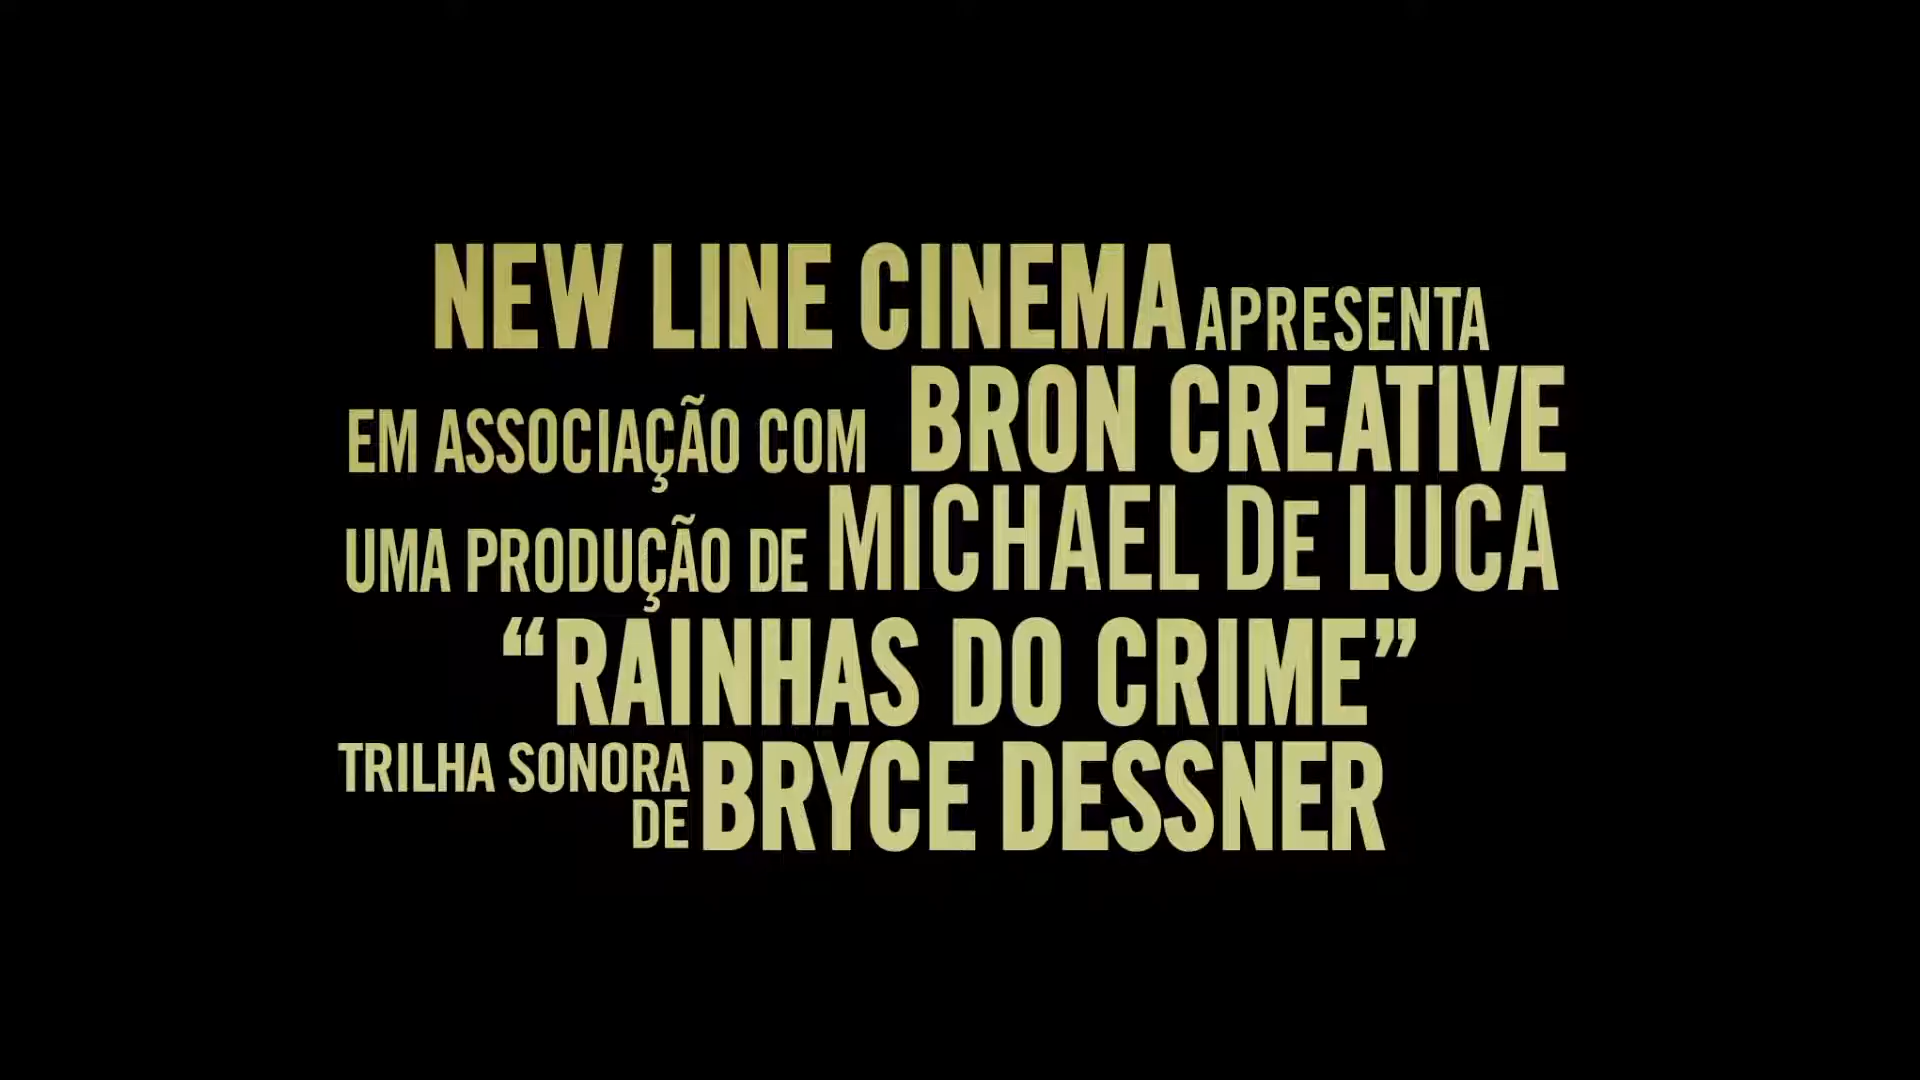 NEW LINE CINEMA APRESENTA
EM ASSOCIAÇÃO COM BRON CREATIVE
UMA PRODUÇÃO DE MICHAEL DE LUCA
“RAINHAS DO CRIME”
TRILHA SONORA DE BRYCE DESSNER